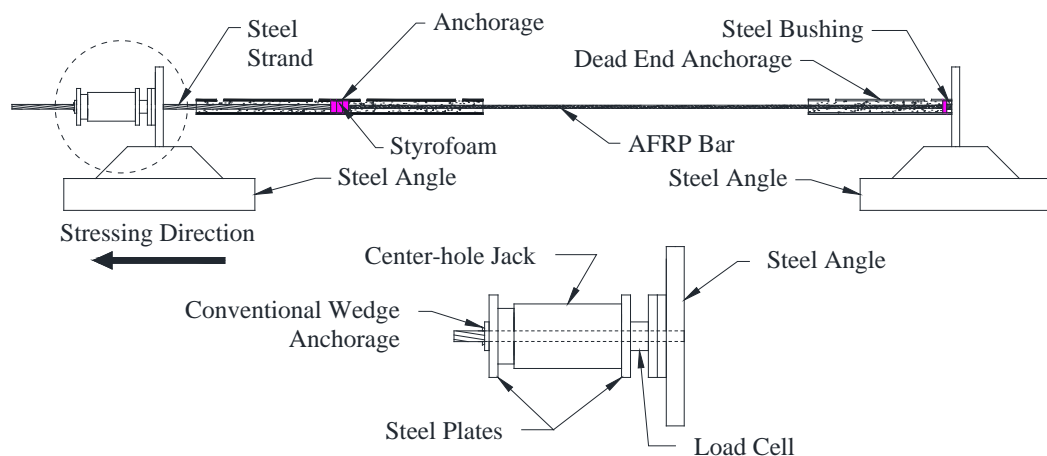 Steel
Strand
Anchorage
Steel Bushing
Dead End Anchorage
Styrofoam
AFRP Bar
Steel Angle
Steel Angle
Stressing Direction
Center-hole Jack
Steel Angle
Conventional Wedge
Anchorage
Steel Plates
Load Cell